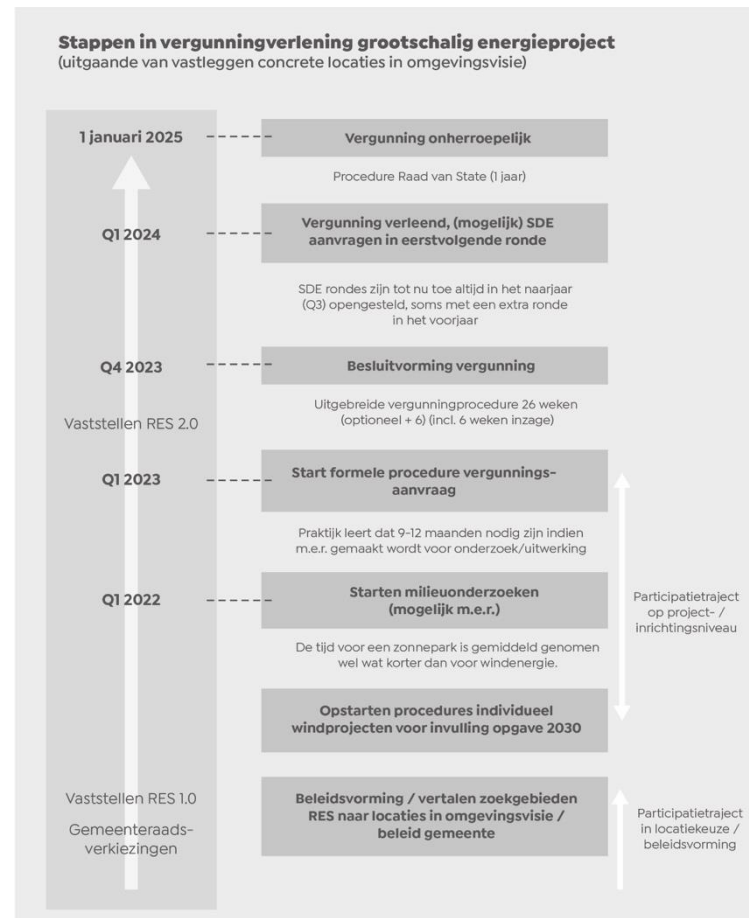 Stappen in vergunningverlening grootschalig energieproject
(uitgaande van vastleggen concrete locaties in omgevingsvisie)
1 januari 2025
Vergunning onherroepelijk
Procedure Raad van State (1 jaar)
Q1 2024
Vergunning verleend, (mogelijk) SDE
aanvragen in eerstvolgende ronde
SDE rondes zijn tot nu toe altijd in het naarjaar
(Q3) opengesteld, soms met een extra ronde
in het voorjaar
Q4 2023
Besluitvorming vergunning
Uitgebreide vergunningprocedure 26 weken
(optioneel + 6) (incl. 6 weken inzage)
Vaststellen RES 2.0
Q1 2023
Start formele procedure vergunnings-
aanvraag
Praktijk leert dat 9-12 maanden nodig zijn indien
m.e.r. gemaakt wordt voor onderzoek/uitwerking
Q1 2022
Starten milieuonderzoeken
(mogelijk m.e.r.)
Participatietraject
op project- /
inrichtingsniveau
De tijd voor een zonnepark is gemiddeld genomen
wel wat korter dan voor windenergie.
Opstarten procedures individueel
windprojecten voor invulling opgave 2030
Vaststellen RES 1.0
Gemeenteraads-
verkiezingen
Beleidsvorming / vertalen zoekgebieden
RES naar locaties in omgevingsvisie /
beleid gemeente
Participatietraject
in locatiekeuze /
beleidsvorming